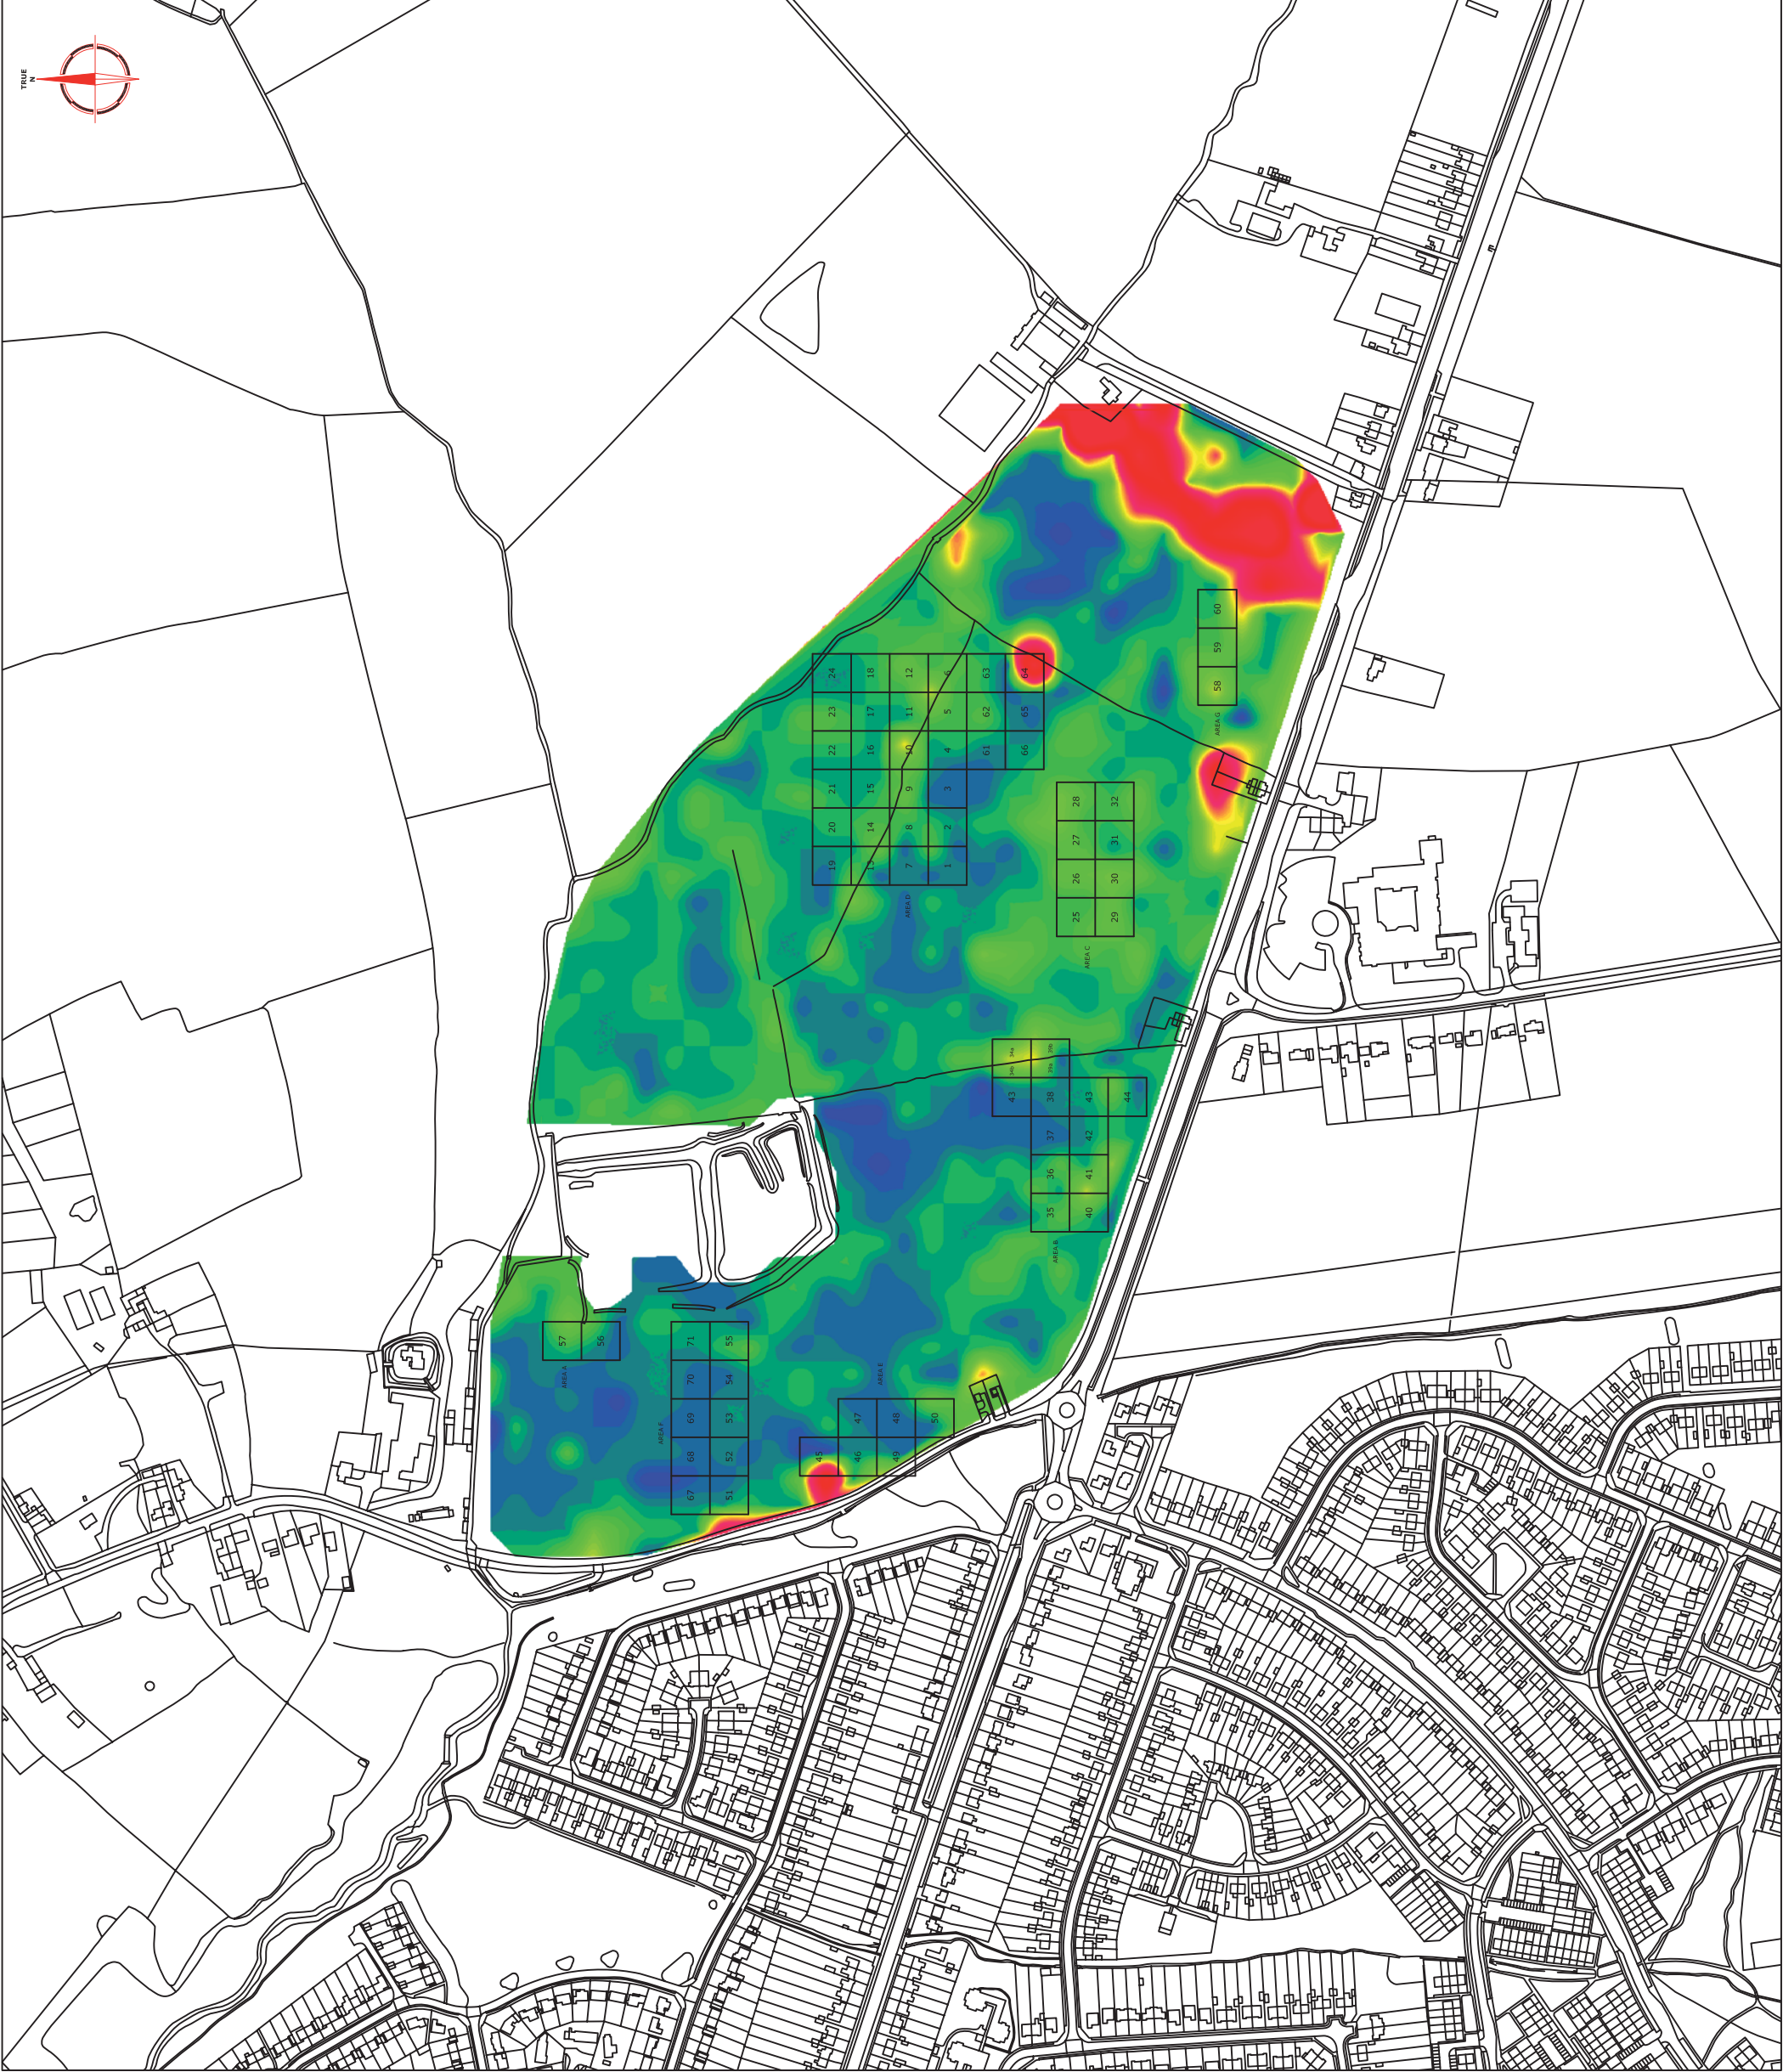 TRUE
N
AREA A
57
56
AREA F
67 68 69 70 71
51 52 53 54 55
AREA E
45
46 47
49 48
50
AREA D
19 20 21 22 23 24
13 14 15 16 17 18
7 8 9 10 11 12
1 2 3 4 5 6
61 62 63
66 65 64
AREA B
43 34b 34a
35 36 37 38 39a 39b
40 41 42 43
44
AREA C
25 26 27 28
29 30 31 32
AREA G
58 59 60